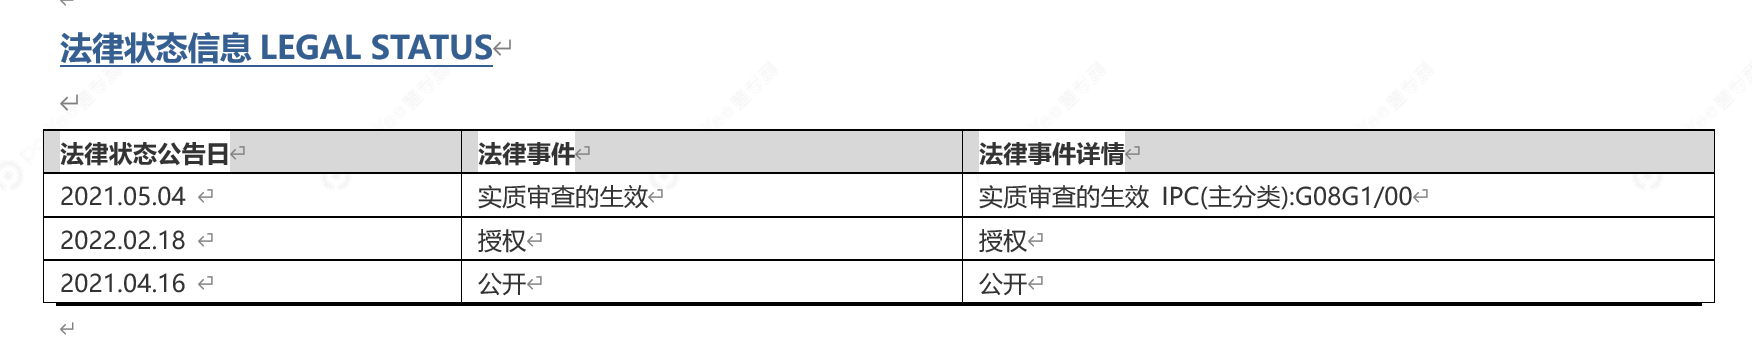 法律状态信息 LEGAL STATUS
法律状态公告日 法律事件 法律事件详情
2021.05.04 实质审查的生效 实质审查的生效 IPC(主分类):G08G1/00
2022.02.18 授权 授权
2021.04.16 公开 公开